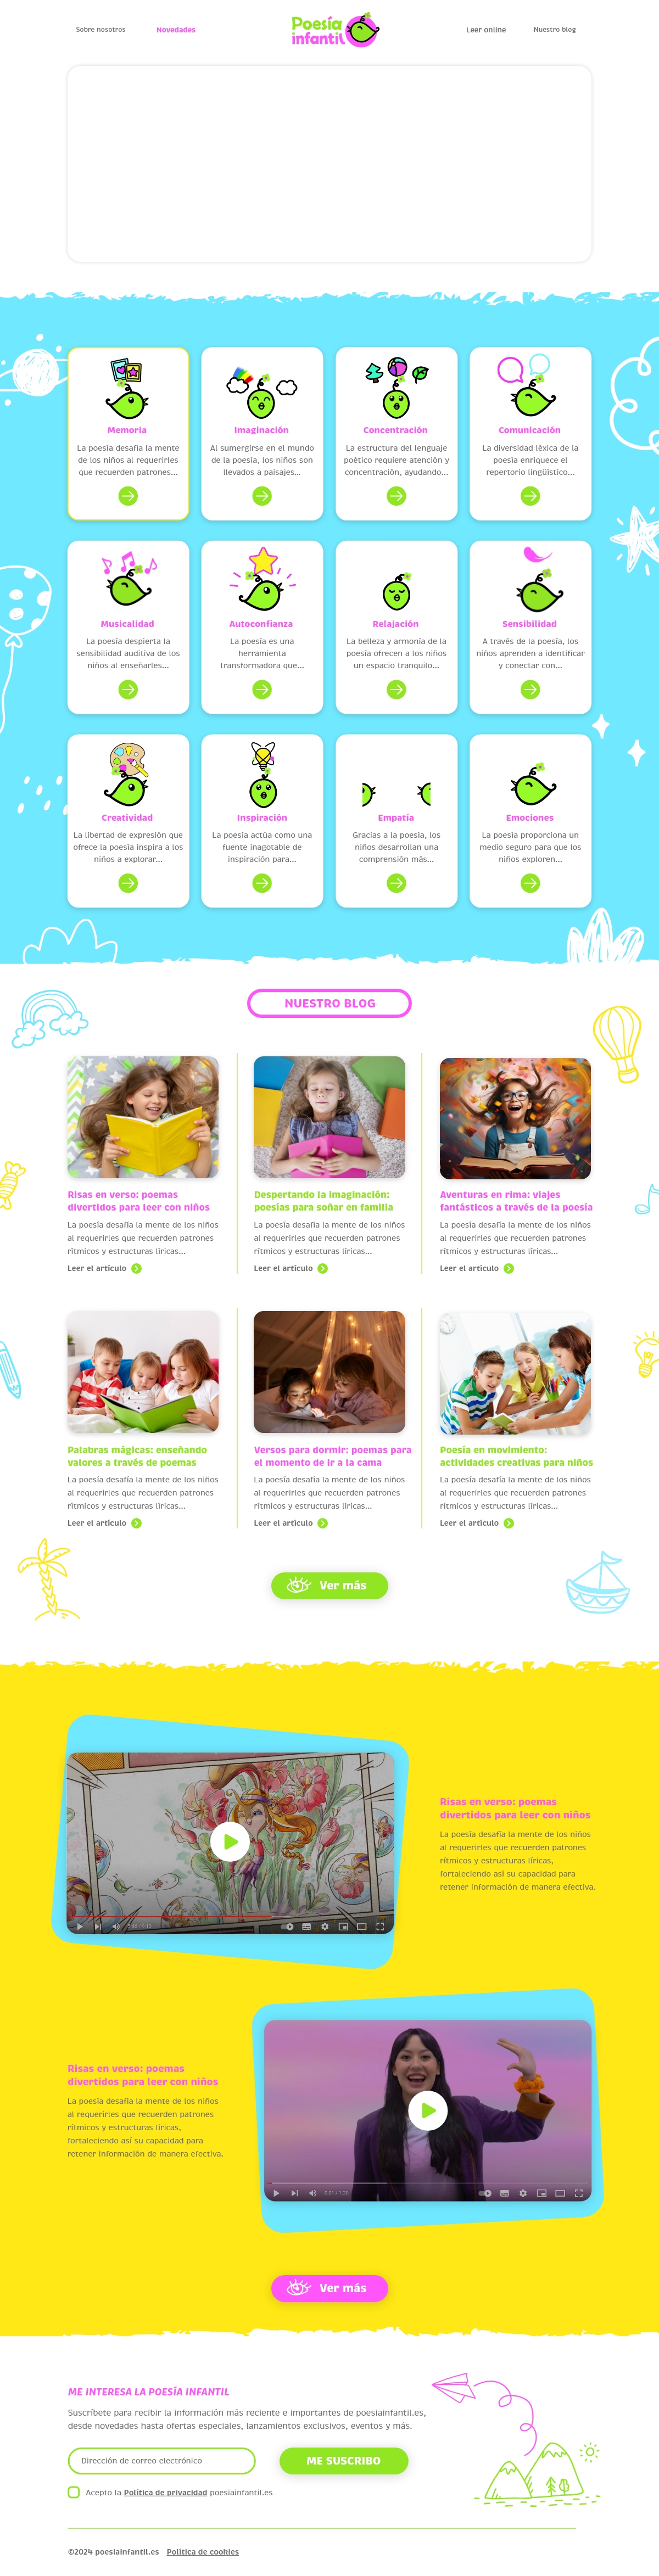 Sobre nosotros
Novedades
Poesía
infantil
Leer online
Nuestro blog
Memoria
La poesía desafía la mente
de los niños al requerirles
que recuerden patrones...
Imaginación
Al sumergirse en el mundo
de la poesía, los niños son
llevados a paisajes...
Concentración
La estructura del lenguaje
poético requiere atención y
concentración, ayudando...
Comunicación
La diversidad léxica de la
poesía enriquece el
repertorio lingüístico...
Musicalidad
La poesía despierta la
sensibilidad auditiva de los
niños al enseñarles...
Autoconfianza
La poesía es una
herramienta
transformadora que...
Relajación
La belleza y armonía de la
poesía ofrecen a los niños
un espacio tranquilo...
Sensibilidad
A través de la poesía, los
niños aprenden a identificar
y conectar con...
Creatividad
La libertad de expresión que
ofrece la poesía inspira a los
niños a explorar...
Inspiración
La poesía actúa como una
fuente inagotable de
inspiración para...
Empatía
Gracias a la poesía, los
niños desarrollan una
comprensión más...
Emociones
La poesía proporciona un
medio seguro para que los
niños exploren...
NUESTRO BLOG
Risas en verso: poemas
divertidos para leer con niños
La poesía desafía la mente de los niños
al requerirles que recuerden patrones
rítmicos y estructuras líricas...
Leer el artículo
Despertando la imaginación:
poesías para soñar en familia
La poesía desafía la mente de los niños
al requerirles que recuerden patrones
rítmicos y estructuras líricas...
Leer el artículo
Aventuras en rima: viajes
fantásticos a través de la poesía
La poesía desafía la mente de los niños
al requerirles que recuerden patrones
rítmicos y estructuras líricas...
Leer el artículo
Palabras mágicas: enseñando
valores a través de poemas
La poesía desafía la mente de los niños
al requerirles que recuerden patrones
rítmicos y estructuras líricas...
Leer el artículo
Versos para dormir: poemas para
el momento de ir a la cama
La poesía desafía la mente de los niños
al requerirles que recuerden patrones
rítmicos y estructuras líricas...
Leer el artículo
Poesía en movimiento:
actividades creativas para niños
La poesía desafía la mente de los niños
al requerirles que recuerden patrones
rítmicos y estructuras líricas...
Leer el artículo
Ver más
Risas en verso: poemas
divertidos para leer con niños
La poesía desafía la mente de los niños
al requerirles que recuerden patrones
rítmicos y estructuras líricas,
fortaleciendo así su capacidad para
retener información de manera efectiva.
Risas en verso: poemas
divertidos para leer con niños
La poesía desafía la mente de los niños
al requerirles que recuerden patrones
rítmicos y estructuras líricas,
fortaleciendo así su capacidad para
retener información de manera efectiva.
Ver más
ME INTERESA LA POESÍA INFANTIL
Suscríbete para recibir la información más reciente e importantes de poesiainfantil.es,
desde novedades hasta ofertas especiales, lanzamientos exclusivos, eventos y más.
Dirección de correo electrónico
ME SUSCRIBO
Acepto la Política de privacidad poesiainfantil.es
©2024 poesiainfantil.es Política de cookies